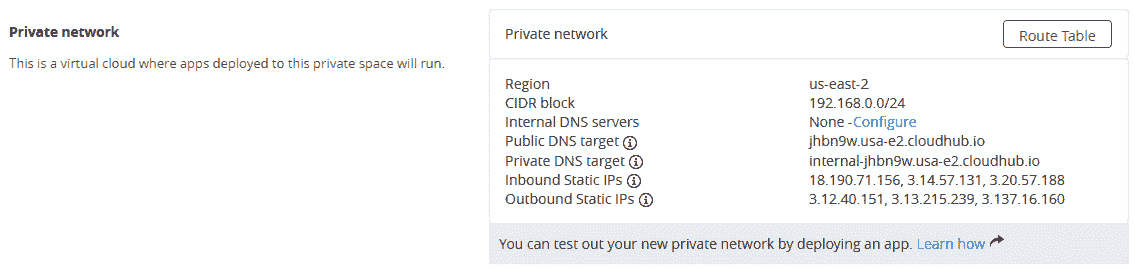 Private network
This is a virtual cloud where apps deployed to this private space will run.
Private network
Route Table
Region us-east-2
CIDR block 192.168.0.0/24
Internal DNS servers None -Configure
Public DNS target jhbn9w.usa-e2.cloudhub.io
Private DNS target internal-jhbn9w.usa-e2.cloudhub.io
Inbound Static IPs 18.190.71.156, 3.14.57.131, 3.20.57.188
Outbound Static IPs 3.12.40.151, 3.13.215.239, 3.137.16.160
You can test out your new private network by deploying an app. Learn how